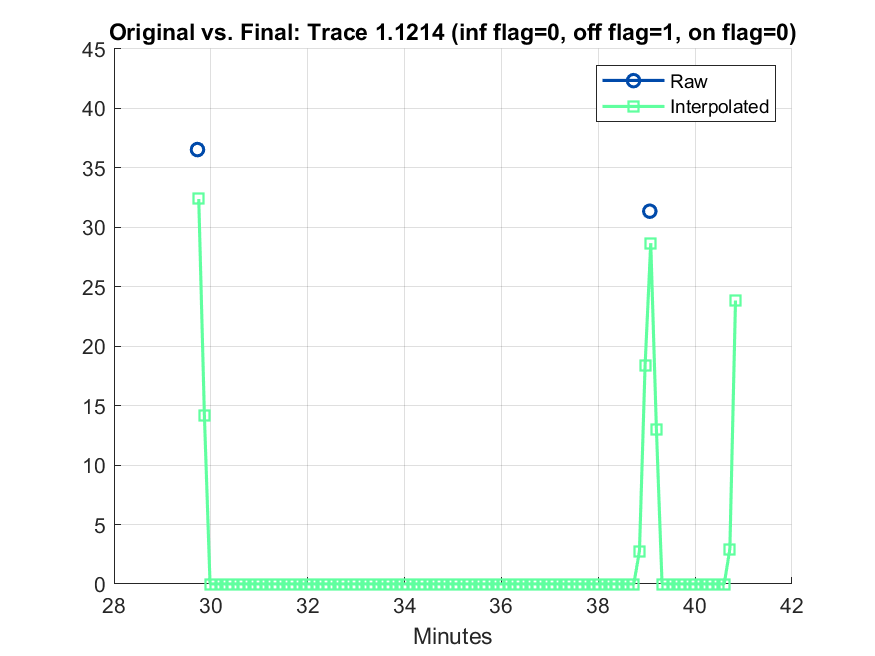 Original vs. Final: Trace 1.1214 (inf flag=0, off flag=1, on flag=0)
45
40
35
30
25
20
15
10
5
0
Raw
Interpolated
28 30 32 34 36 38 40 42
Minutes